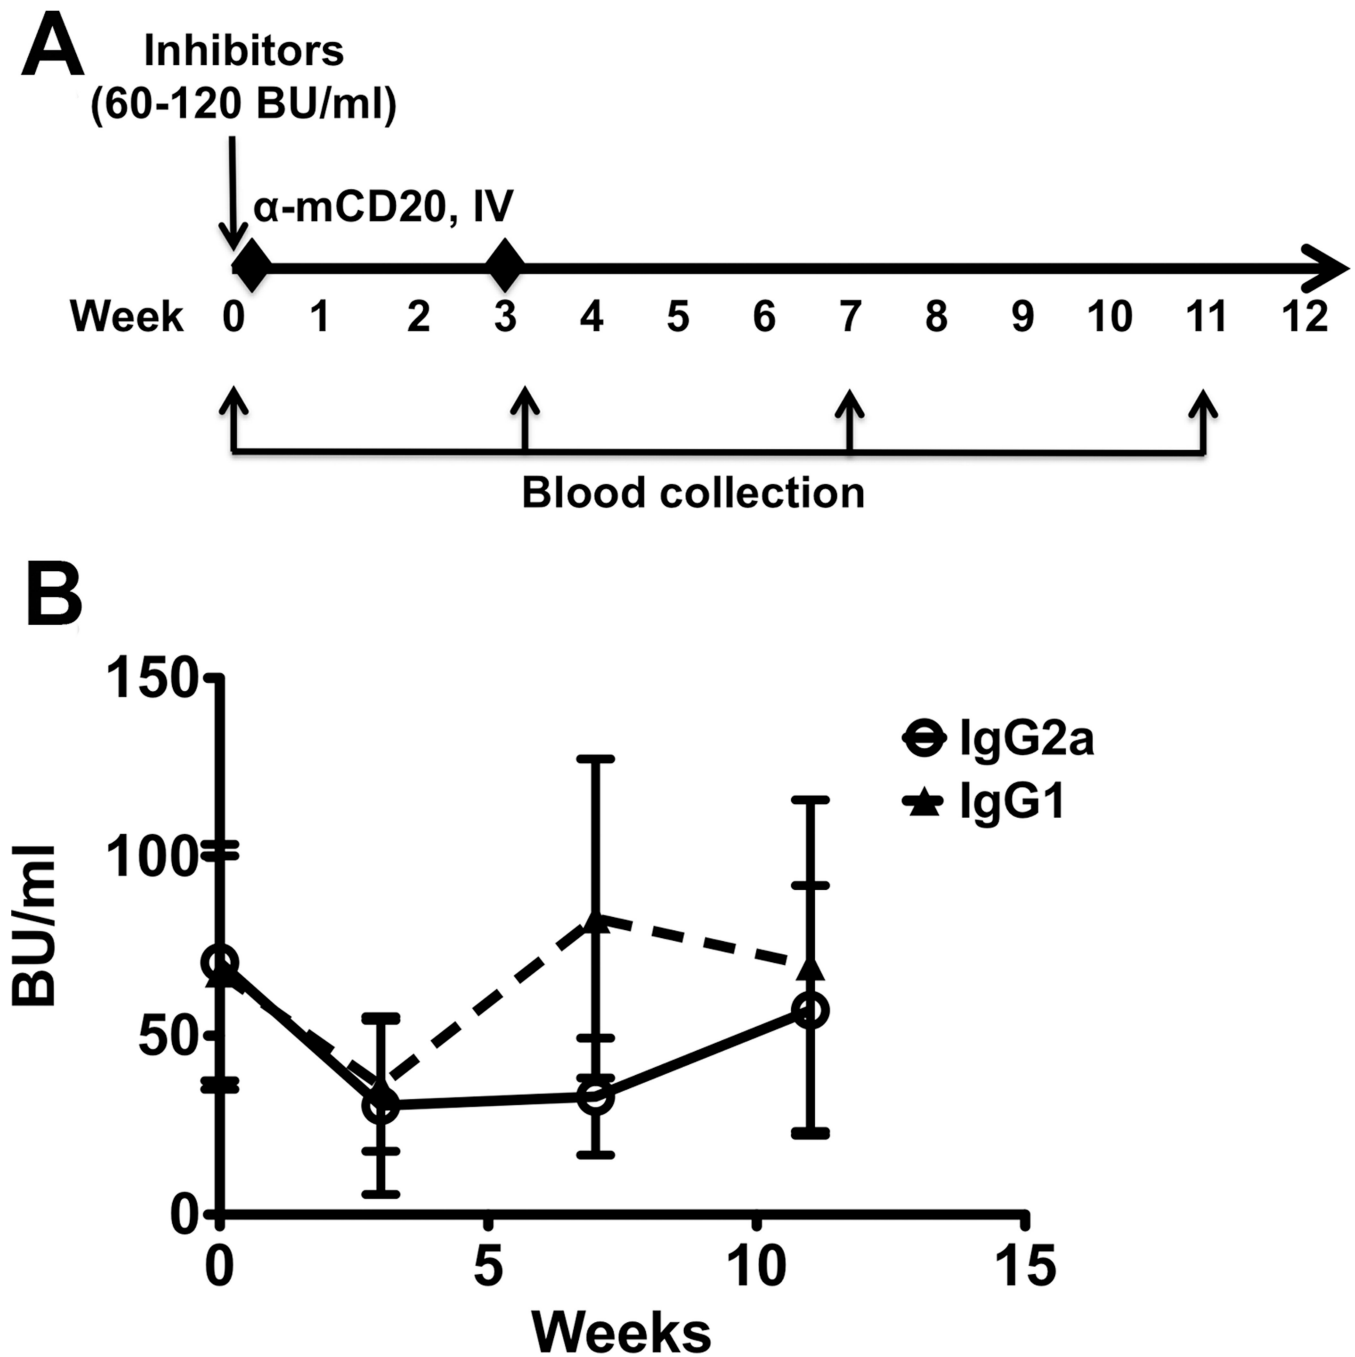 A
Inhibitors
(60-120 BU/ml)
α-mCD20, IV
Week 0 1 2 3 4 5 6 7 8 9 10 11 12
Blood collection
B
150
100
50
0
BU/ml
IgG2a
IgG1
0 5 10 15
Weeks